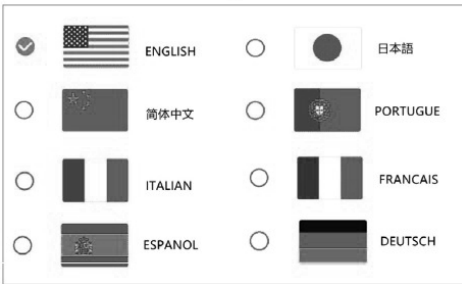 ENGLISH
日本語
简体中文
PORTUGUE
ITALIAN
FRANCAIS
ESPANOL
DEUTSCH